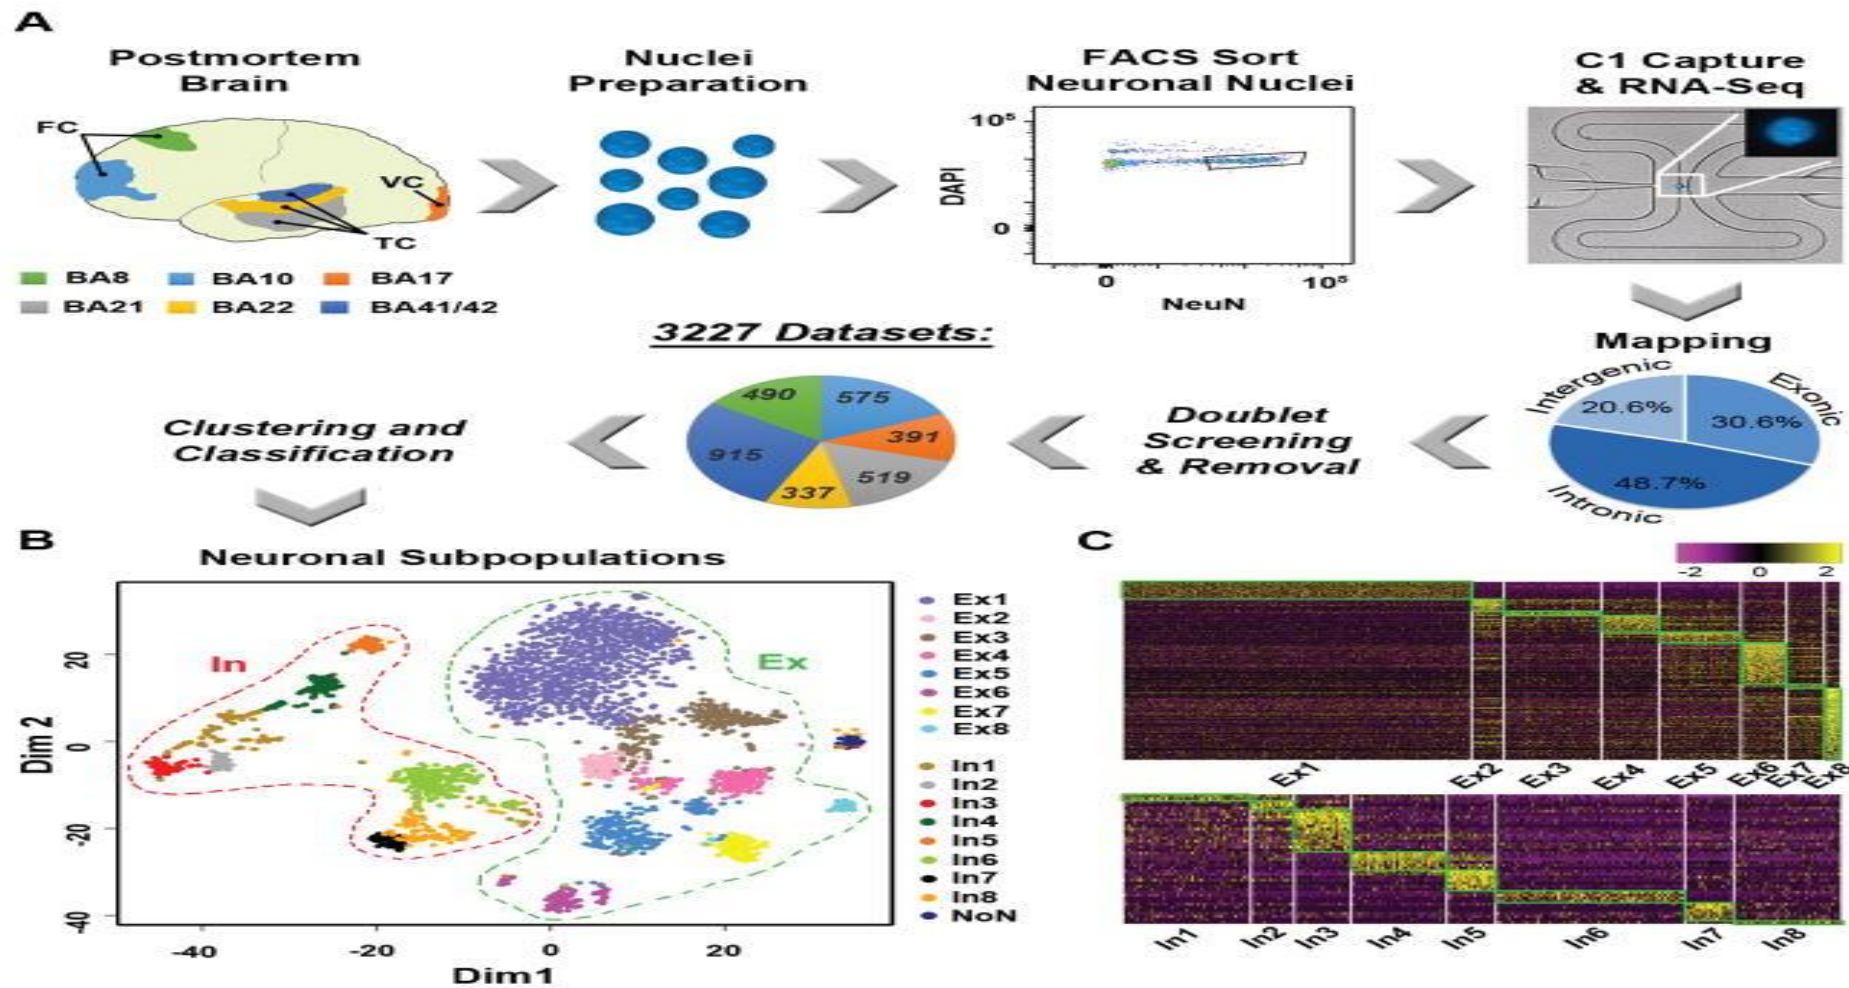 A
Postmortem
Brain
Nuclei
Preparation
FACS Sort
Neuronal Nuclei
C1 Capture
& RNA-Seq
FC
VC
TC
BA8 BA10 BA17
BA21 BA22 BA41/42
10⁵
DAPI
0
0 10⁵
NeuN
3227 Datasets:
490 575
391
915
519
337
Clustering and
Classification
Doublet
Screening
& Removal
Mapping
Intergenic
20.6%
Exonic
30.6%
48.7%
Intronic
B
Neuronal Subpopulations
In
Ex
20
0
-20
-40
Dim 2
-40 -20 0 20
Dim1
Ex1
Ex2
Ex3
Ex4
Ex5
Ex6
Ex7
Ex8
In1
In2
In3
In4
In5
In6
In7
In8
NoN
C
-2 0 2
Ex1 Ex2 Ex3 Ex4 Ex5 Ex6 Ex7 Ex8
In1 In2 In3 In4 In5 In6 In7 In8